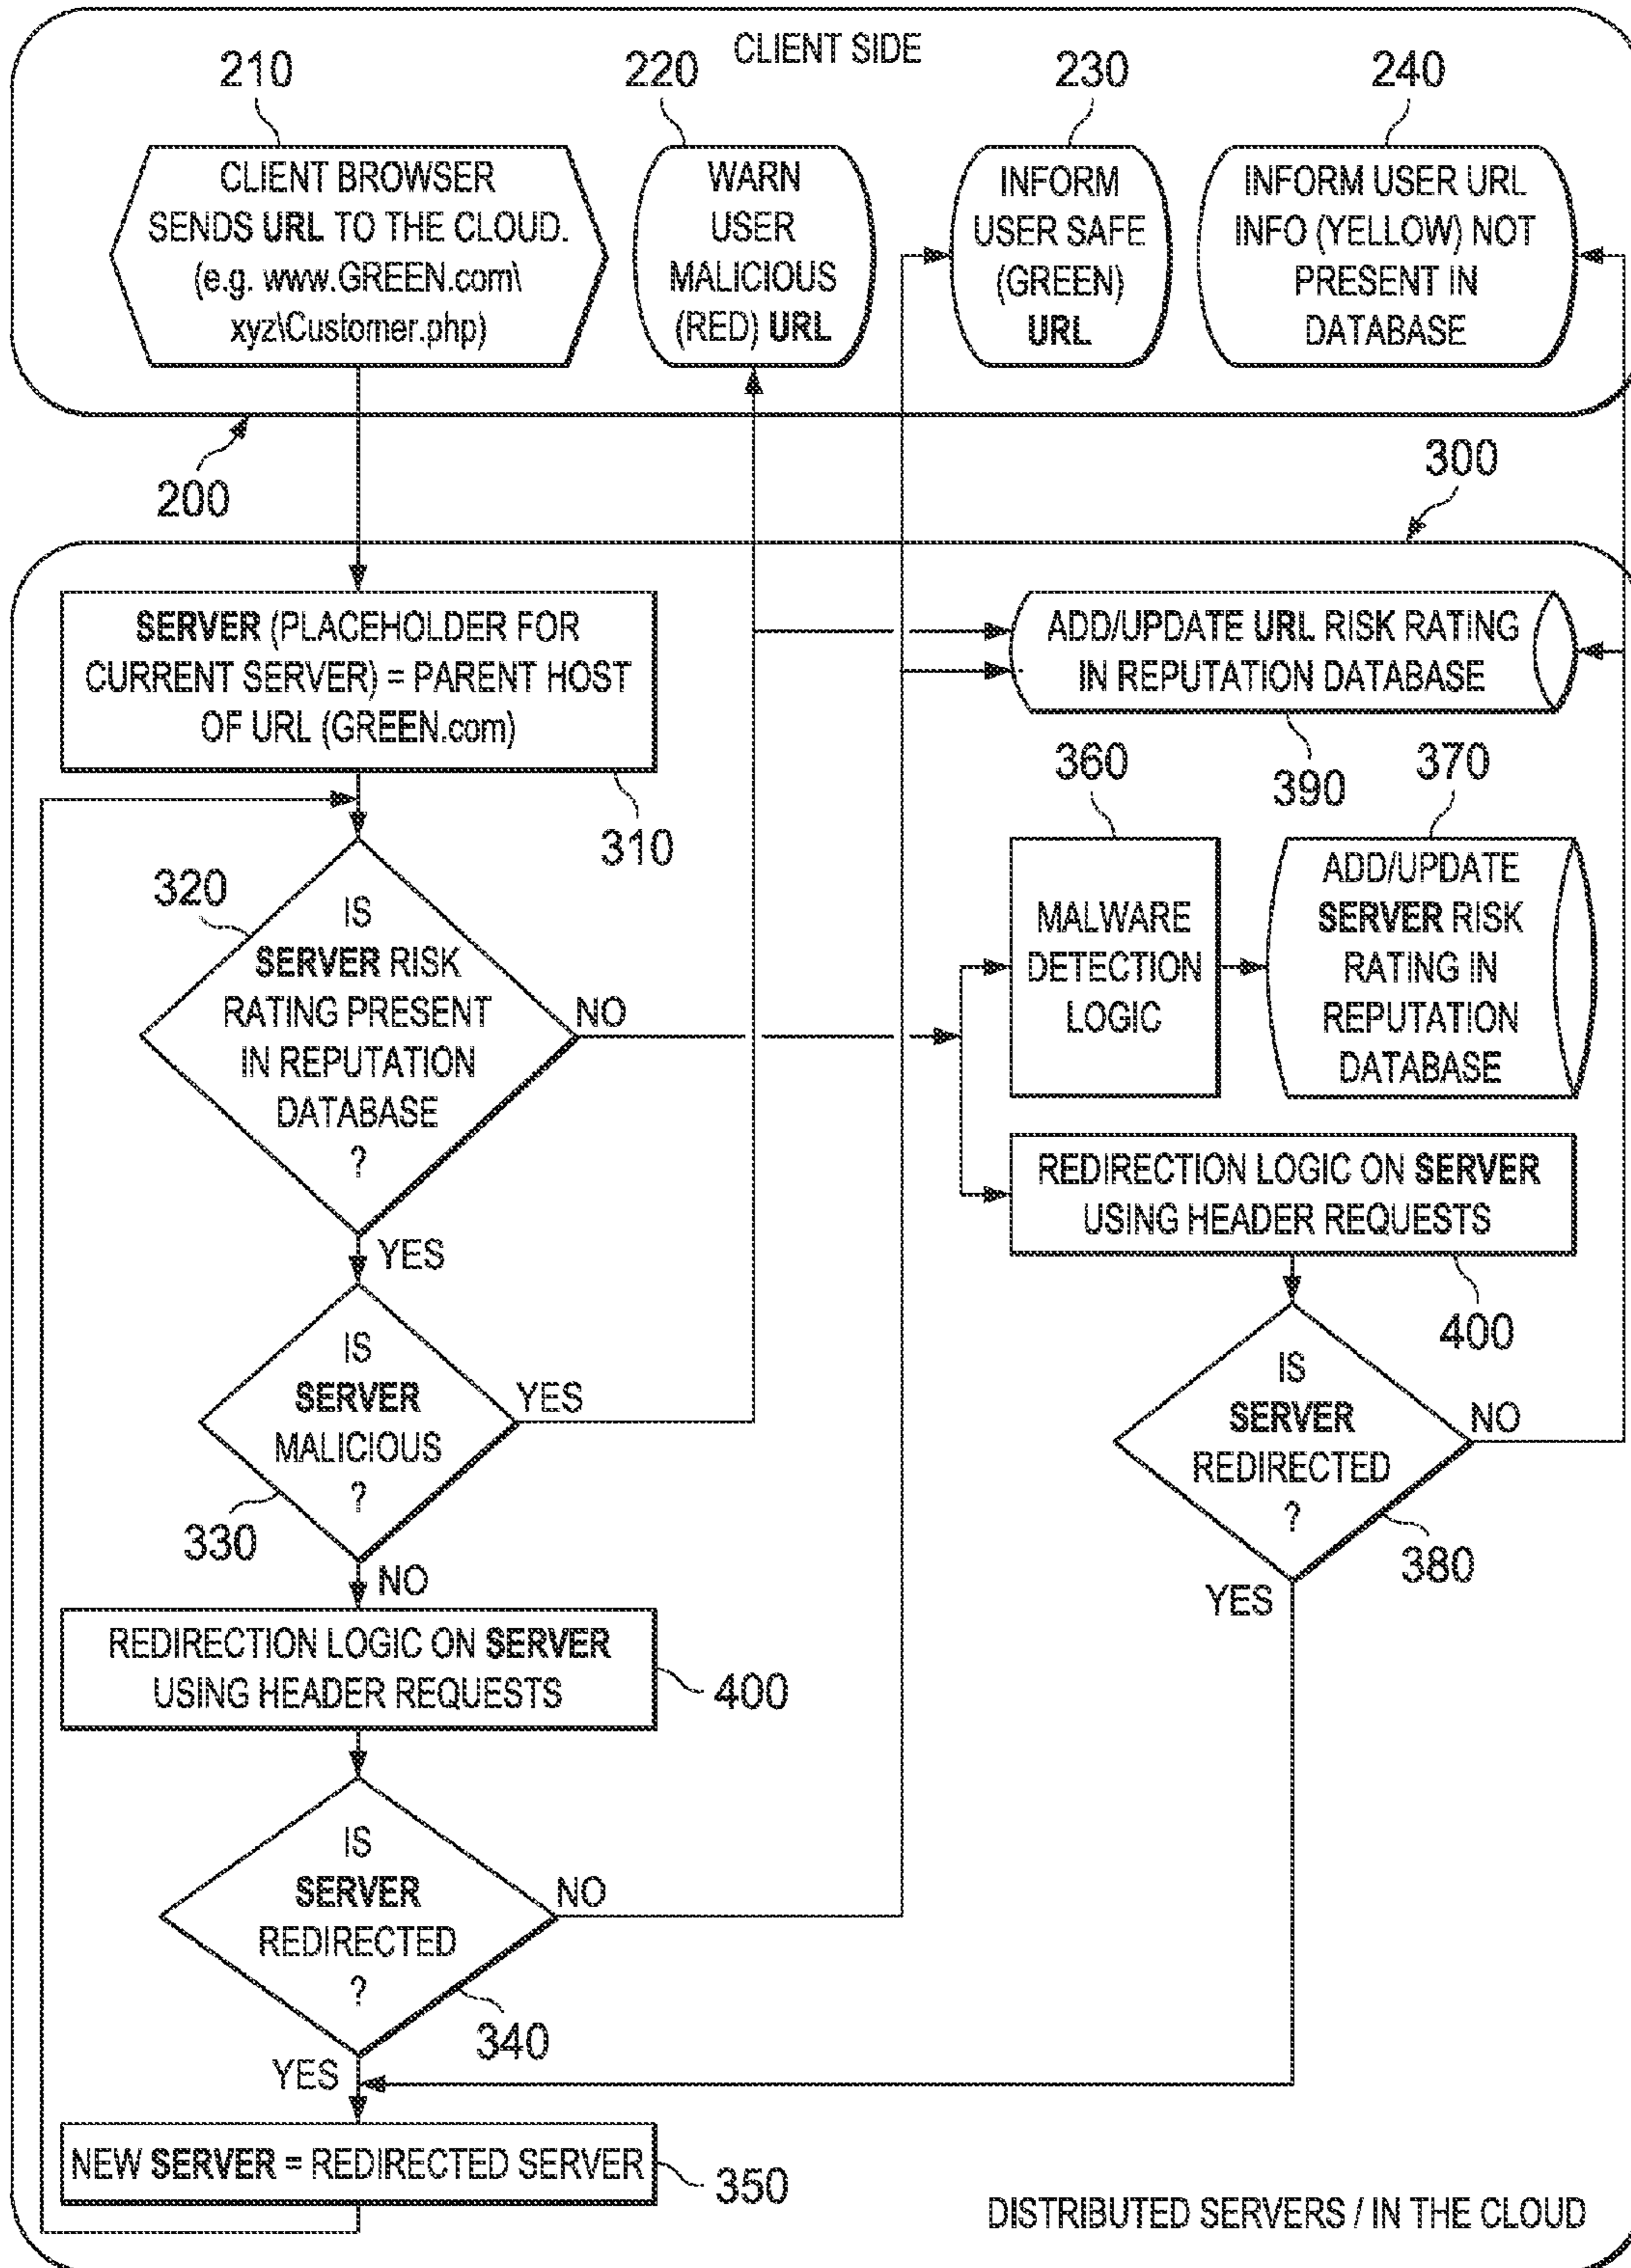 CLIENT SIDE
210
220
230
240
CLIENT BROWSER
SENDS URL TO THE CLOUD.
(e.g. www.GREEN.com\
xyz\Customer.php)
WARN
USER
MALICIOUS
(RED) URL
INFORM
USER SAFE
(GREEN)
URL
INFORM USER URL
INFO (YELLOW) NOT
PRESENT IN
DATABASE
200
300
SERVER (PLACEHOLDER FOR
CURRENT SERVER) = PARENT HOST
OF URL (GREEN.com)
310
ADD/UPDATE URL RISK RATING
IN REPUTATION DATABASE
390
360
370
320
IS
SERVER RISK
RATING PRESENT
IN REPUTATION
DATABASE
?
NO
YES
MALWARE
DETECTION
LOGIC
ADD/UPDATE
SERVER RISK
RATING IN
REPUTATION
DATABASE
REDIRECTION LOGIC ON SERVER
USING HEADER REQUESTS
400
IS
SERVER
MALICIOUS
?
YES
330
NO
IS
SERVER
REDIRECTED
?
NO
380
YES
REDIRECTION LOGIC ON SERVER
USING HEADER REQUESTS
400
IS
SERVER
REDIRECTED
?
NO
340
YES
NEW SERVER = REDIRECTED SERVER
350
DISTRIBUTED SERVERS / IN THE CLOUD